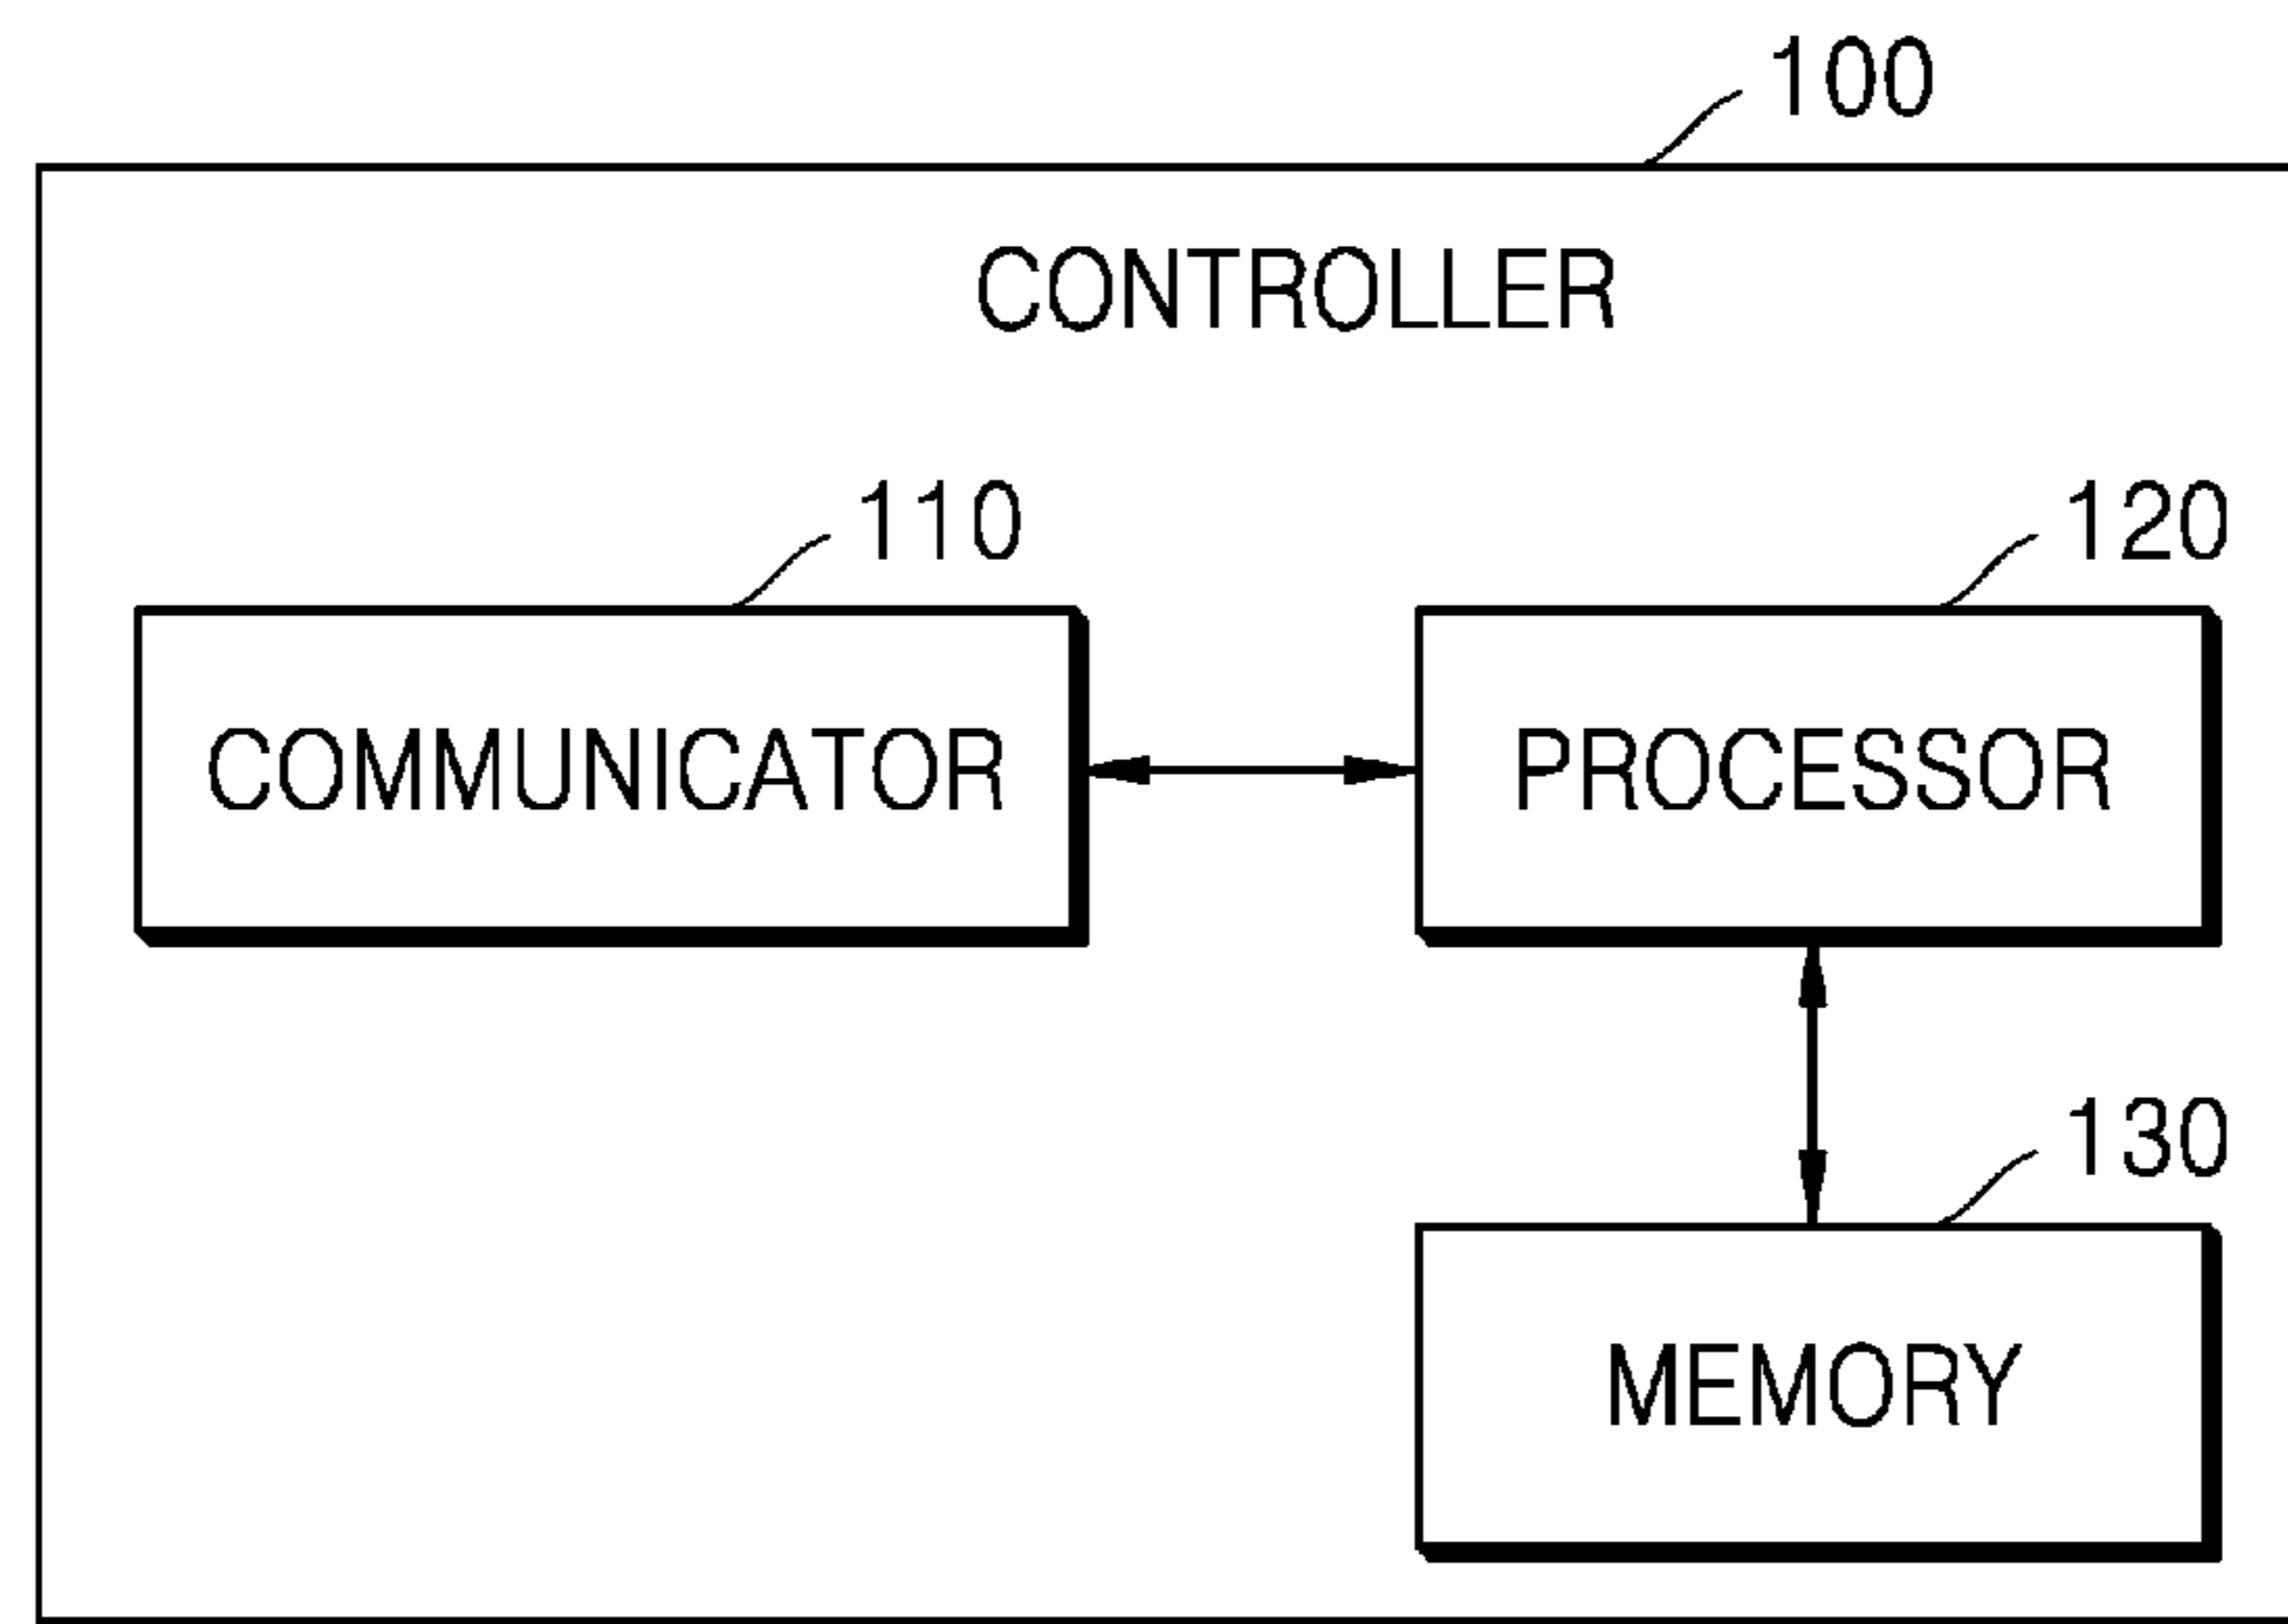 100
CONTROLLER
110
120
COMMUNICATOR
PROCESSOR
130
MEMORY